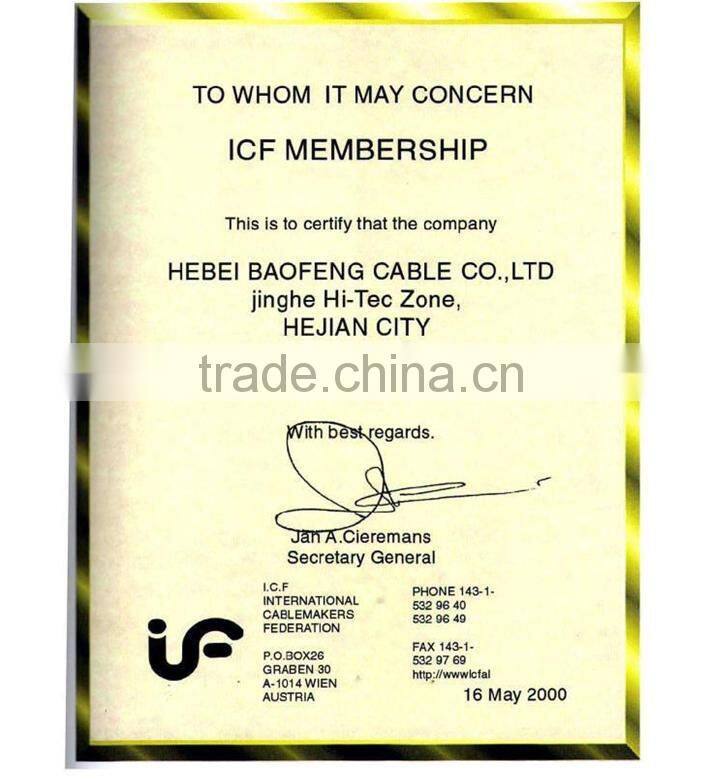 TO WHOM IT MAY CONCERN
ICF MEMBERSHIP
This is to certify that the company
HEBEI BAOFENG CABLE CO.,LTD
jinghe Hi-Tec Zone,
HEJIAN CITY
trade.china.cn
With best regards.
Jan A.Cieremans
Secretary General
I.C.F
INTERNATIONAL
CABLEMAKERS
FEDERATION
P.O.BOX26
GRABEN 30
A-1014 WIEN
AUSTRIA
PHONE 143-1-
532 96 40
532 96 49
FAX 143-1-
532 97 69
http://wwwlcfal
16 May 2000
icf